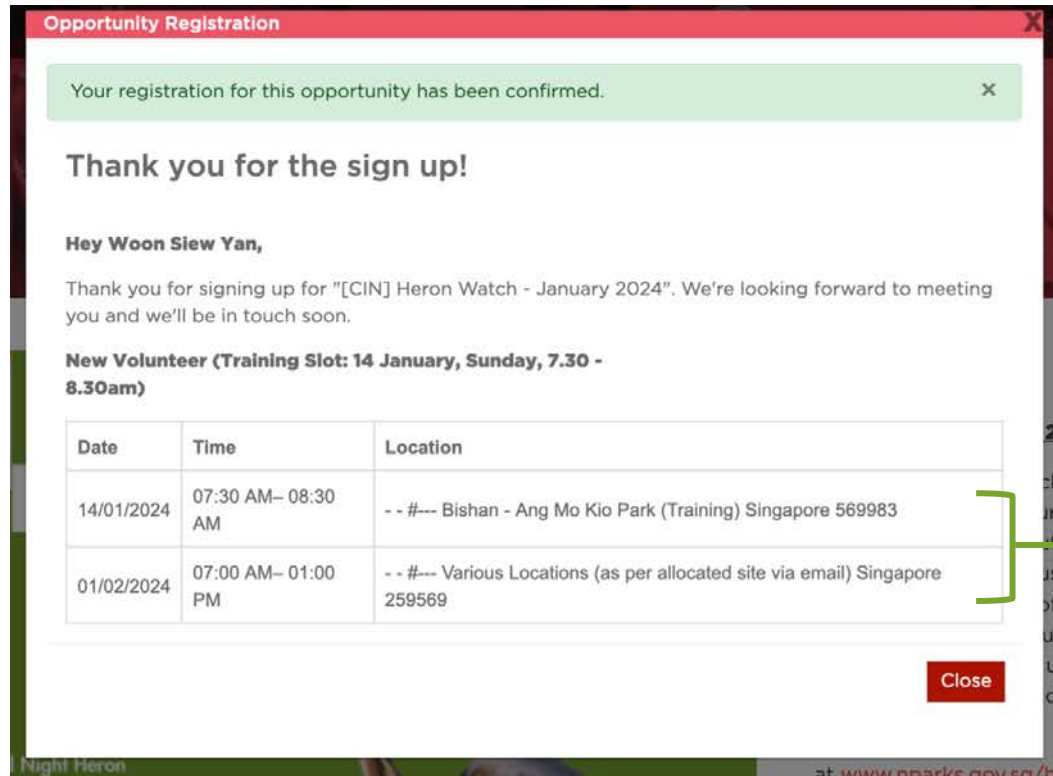 Opportunity Registration
X
Your registration for this opportunity has been confirmed.
×
Thank you for the sign up!
Hey Woon Siew Yan,
Thank you for signing up for "[CIN] Heron Watch - January 2024". We're looking forward to meeting
you and we'll be in touch soon.
New Volunteer (Training Slot: 14 January, Sunday, 7.30 -
8.30am)
Date Time Location
14/01/2024 07:30 AM– 08:30
AM
- - #--- Bishan - Ang Mo Kio Park (Training) Singapore 569983
01/02/2024 07:00 AM– 01:00
PM
- - #--- Various Locations (as per allocated site via email) Singapore
259569
Close
Night Heron
at www.nparks.gov.sg/